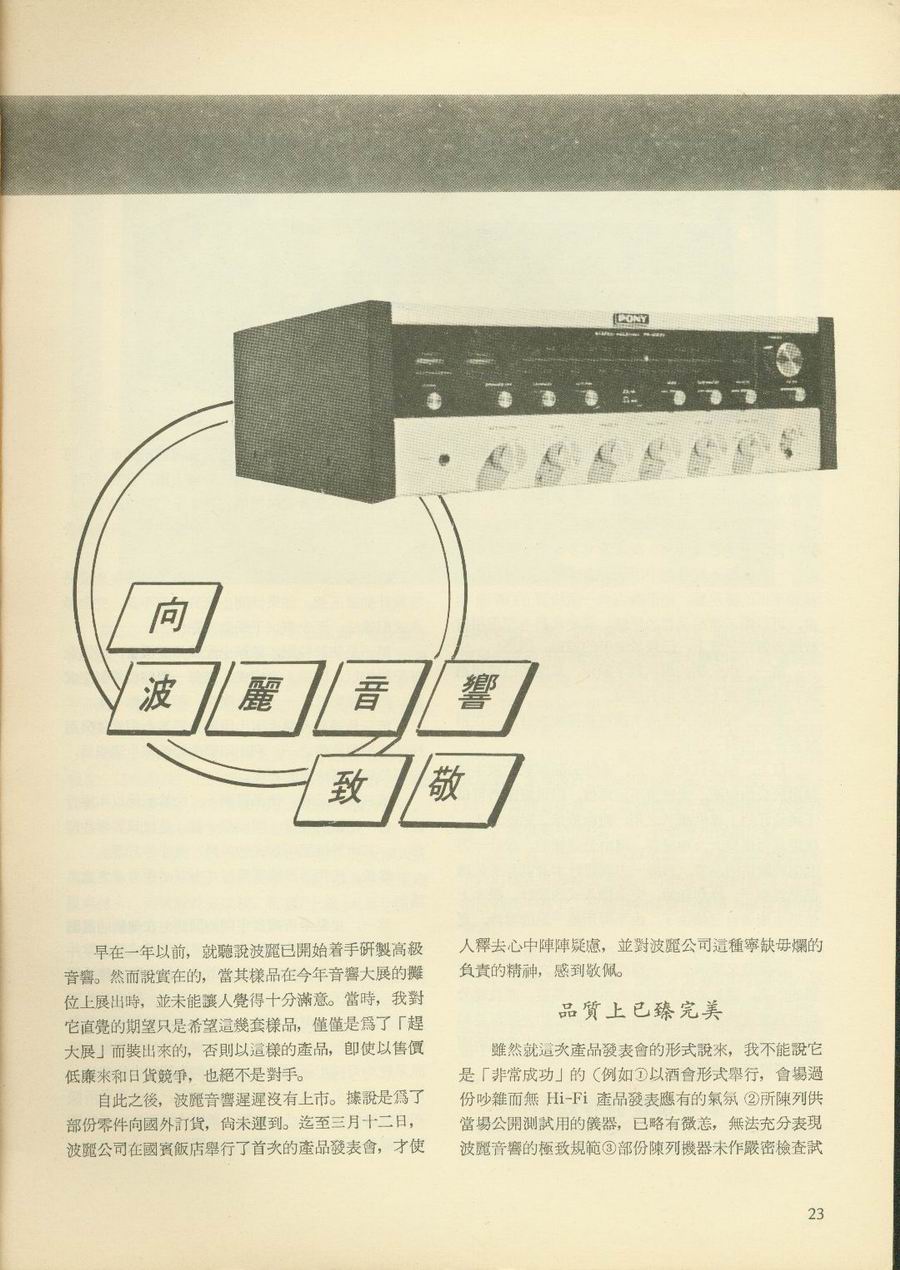 PONY
向
波麗音響
致敬
早在一年以前，就聽說波麗已開始着手研製高級
音響。然而說實在的，當其樣品在今年音響大展的攤
位上展出時，並未能讓人覺得十分滿意。當時，我對
它直覺的期望只是希望這幾套樣品，僅僅是爲了「趕
大展」而裝出來的，否則以這樣的產品，卽使以售價
低廉來和日貨競爭，也絕不是對手。
自此之後，波麗音響遲遲沒有上市。據說是爲了
部份零件向國外訂貨，尙未運到。迄至三月十二日，
波麗公司在國賓飯店舉行了首次的產品發表會，才使
人釋去心中陣陣疑慮，並對波麗公司這種寧缺毋爛的
負責的精神，感到敬佩。
品質上已臻完美
雖然就這次產品發表會的形式說來，我不能說它
是「非常成功」的（例如①以酒會形式舉行，會場過
份吵雜而無 Hi-Fi 產品發表應有的氣氛 ②所陳列供
當場公開測試用的儀器，已略有微恙，無法充分表現
波麗音響的極致規範③部份陳列機器未作嚴密檢查試
23